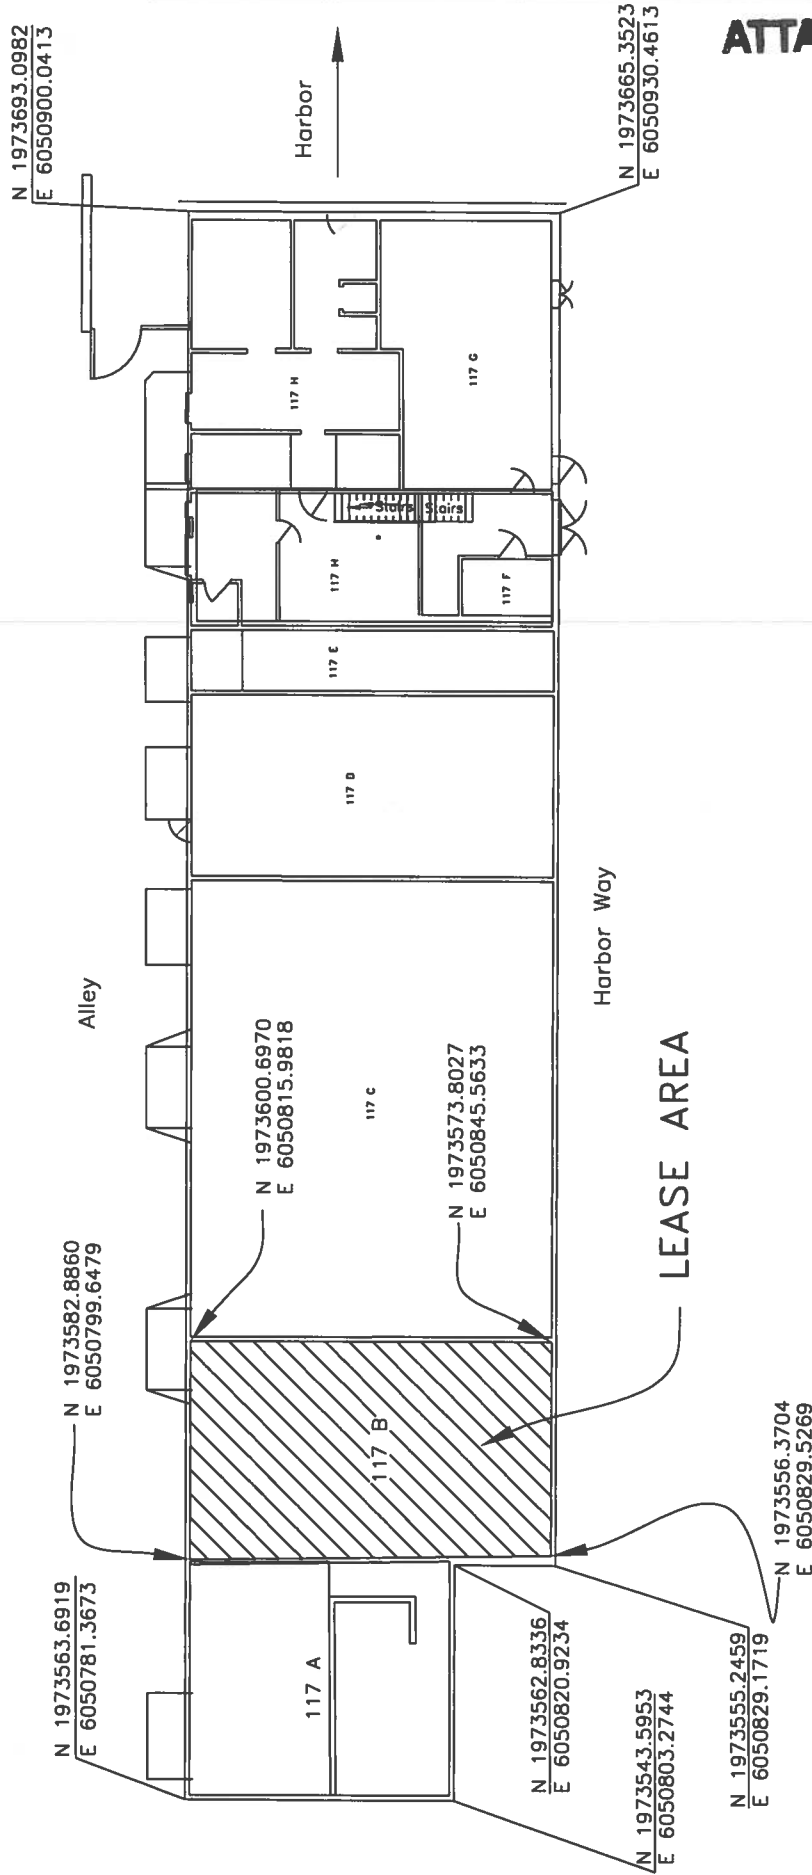 ATTA
N 1973693.0982
E 6050900.0413
Harbor
N 1973665.3523
E 6050930.4613
117 H
117 G
Stairs Stairs
117 H
117 F
117 E
117 D
Alley
Harbor Way
117 C
N 1973600.6970
E 6050815.9818
N 1973573.8027
E 6050845.5633
LEASE AREA
N 1973582.8860
E 6050799.6479
117 B
N 1973563.6919
E 6050781.3673
117 A
N 1973562.8336
E 6050820.9234
N 1973543.5953
E 6050803.2744
N 1973555.2459
E 6050829.1719
N 1973556.3704
E 6050829.5269